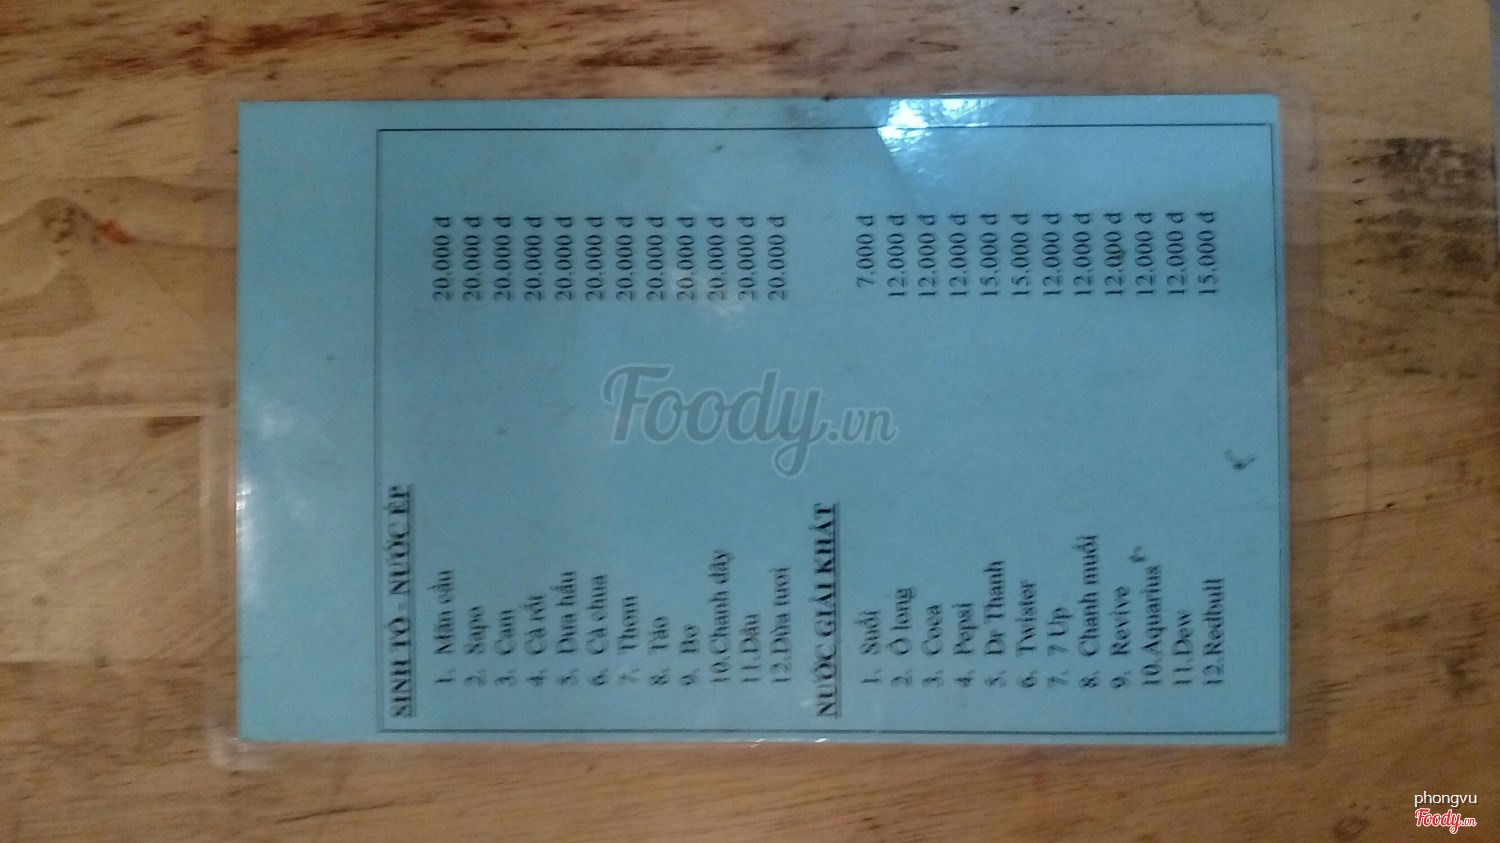 SINH TỐ - NƯỚC ÉP
1. Mãn cầu 20.000 đ
2. Sapo 20.000 đ
3. Cam 20.000 đ
4. Cà rốt 20.000 đ
5. Dưa hấu 20.000 đ
6. Cà chua 20.000 đ
7. Thơm 20.000 đ
8. Táo 20.000 đ
9. Bơ 20.000 đ
10.Chanh dây 20.000 đ
11.Dâu 20.000 đ
12.Dừa tươi 20.000 đ
NƯỚC GIẢI KHÁT
1. Suối 7.000 đ
2. Ô long 12.000 đ
3. Coca 12.000 đ
4. Pepsi 12.000 đ
5. Dr Thanh 15.000 đ
6. Twister 15.000 đ
7. 7 Up 12.000 đ
8. Chanh muối 12.000 đ
9. Revive 12.000 đ
10.Aquarius 12.000 đ
11.Dew 12.000 đ
12.Redbull 15.000 đ
Foody.vn
phongvu
Foody.vn